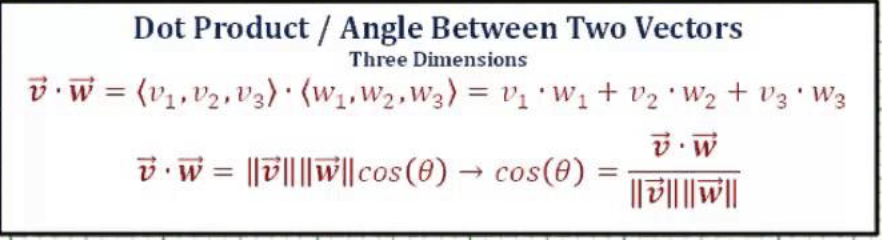 Dot Product / Angle Between Two Vectors
Three Dimensions
v⃗ · w⃗ = ⟨v₁, v₂, v₃⟩ · ⟨w₁, w₂, w₃⟩ = v₁ · w₁ + v₂ · w₂ + v₃ · w₃
v⃗ · w⃗ = ‖v⃗‖‖w⃗‖cos(θ) → cos(θ) = v⃗ · w⃗ / ‖v⃗‖‖w⃗‖